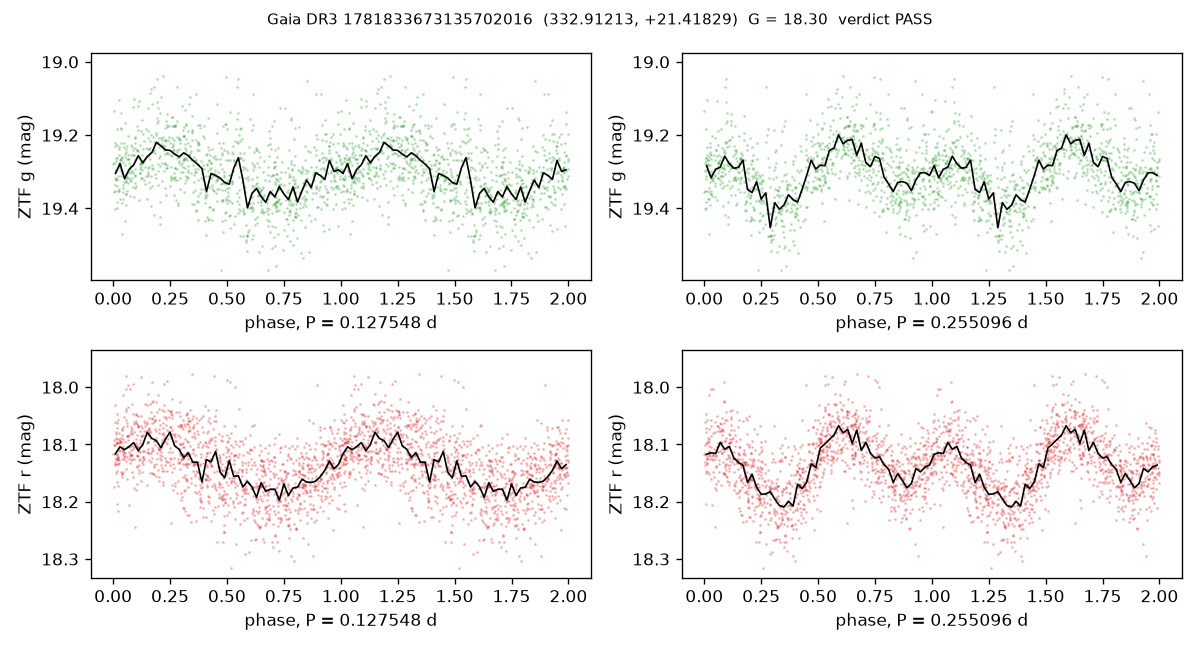 Gaia DR3 1781833673135702016 (332.91213, +21.41829) G = 18.30 verdict PASS
ZTF g (mag)
19.0
19.2
19.4
0.00 0.25 0.50 0.75 1.00 1.25 1.50 1.75 2.00
phase, P = 0.127548 d
ZTF g (mag)
19.0
19.2
19.4
0.00 0.25 0.50 0.75 1.00 1.25 1.50 1.75 2.00
phase, P = 0.255096 d
ZTF r (mag)
18.0
18.1
18.2
18.3
0.00 0.25 0.50 0.75 1.00 1.25 1.50 1.75 2.00
phase, P = 0.127548 d
ZTF r (mag)
18.0
18.1
18.2
18.3
0.00 0.25 0.50 0.75 1.00 1.25 1.50 1.75 2.00
phase, P = 0.255096 d